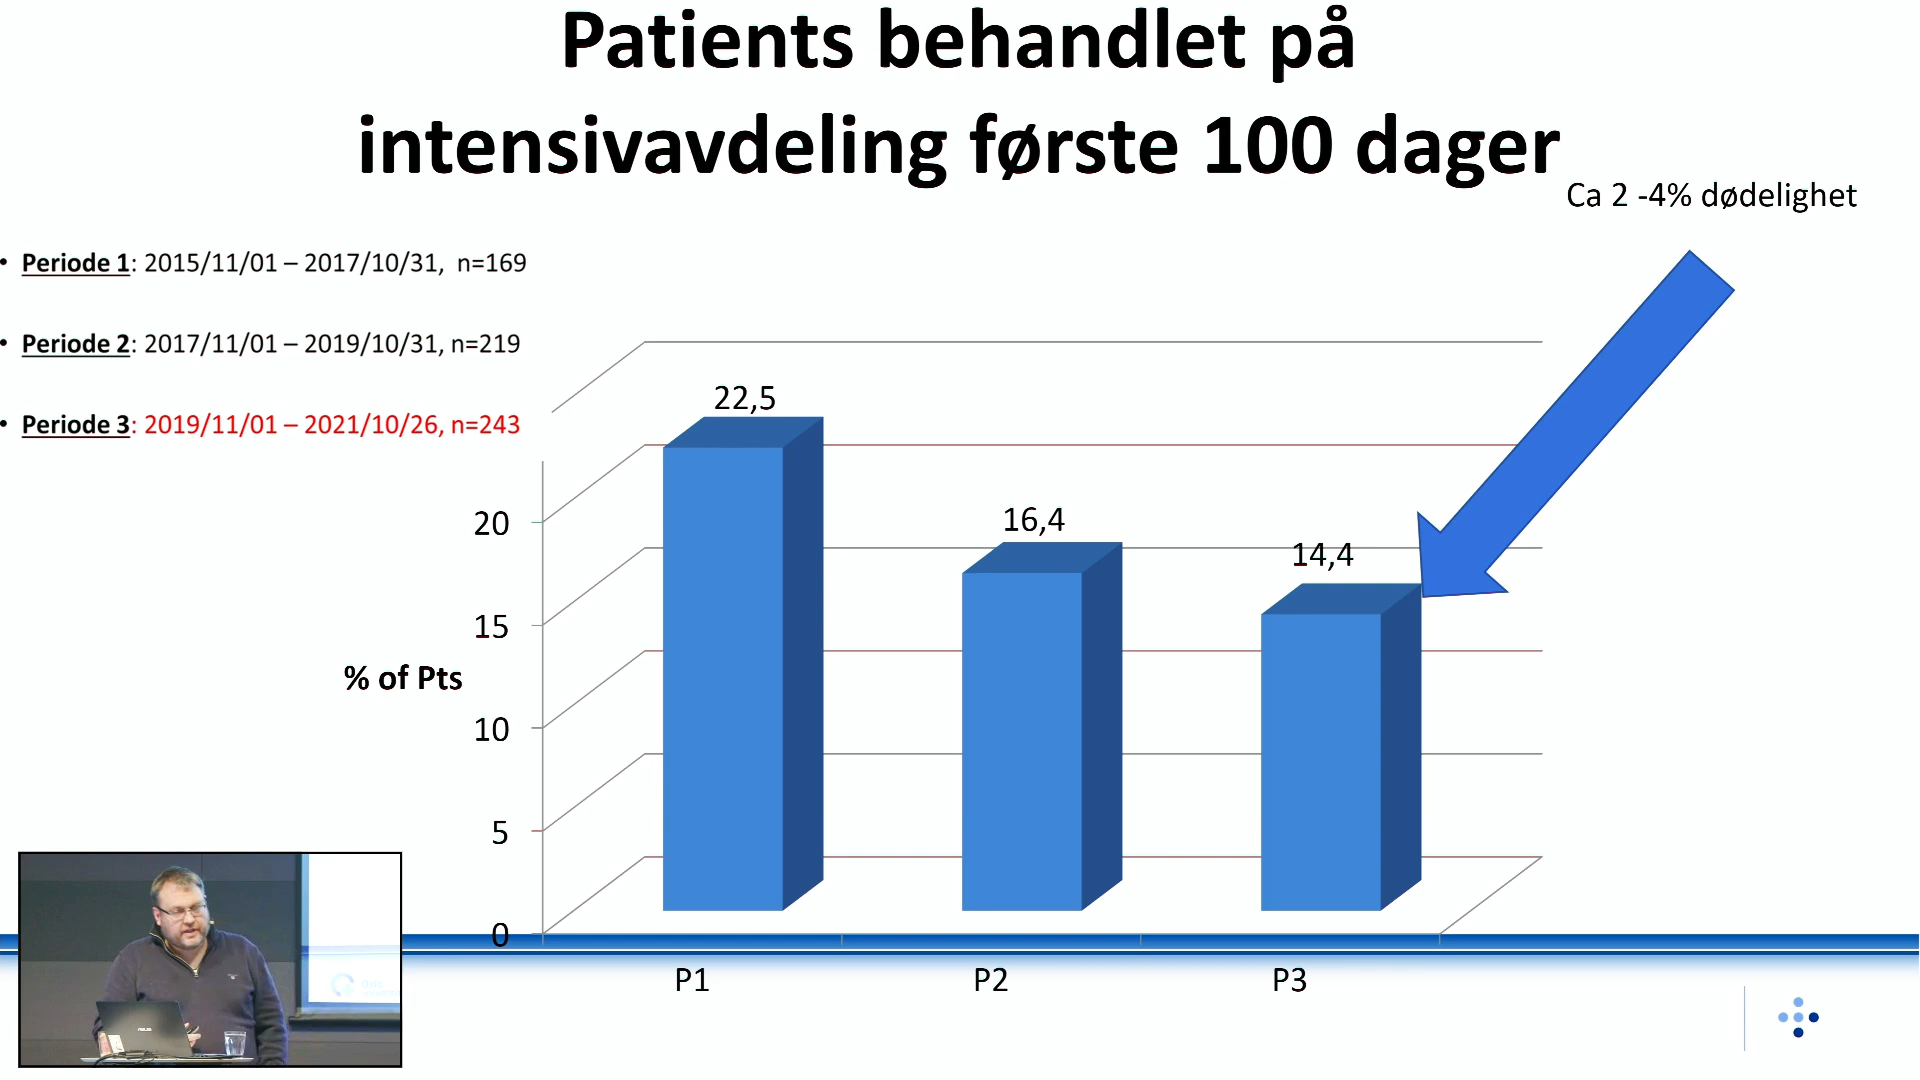 Patients behandlet på
intensivavdeling første 100 dager
Ca 2 -4% dødelighet
• Periode 1: 2015/11/01 – 2017/10/31, n=169
• Periode 2: 2017/11/01 – 2019/10/31, n=219
• Periode 3: 2019/11/01 – 2021/10/26, n=243
22,5
16,4
14,4
20
15
% of Pts
10
5
0
P1
P2
P3
ASUS
Oslo